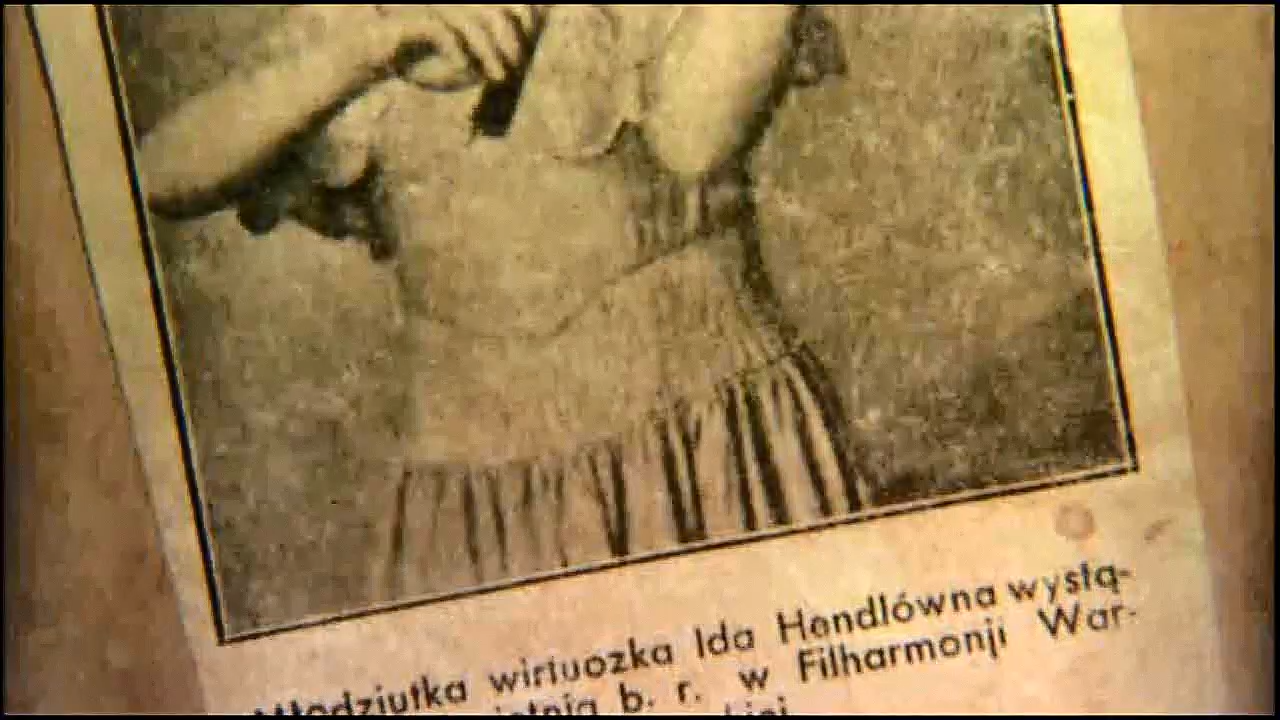 Młodziutka wirtuozka Ida Hendlówna wystą-
b. r. w Filharmonji War-